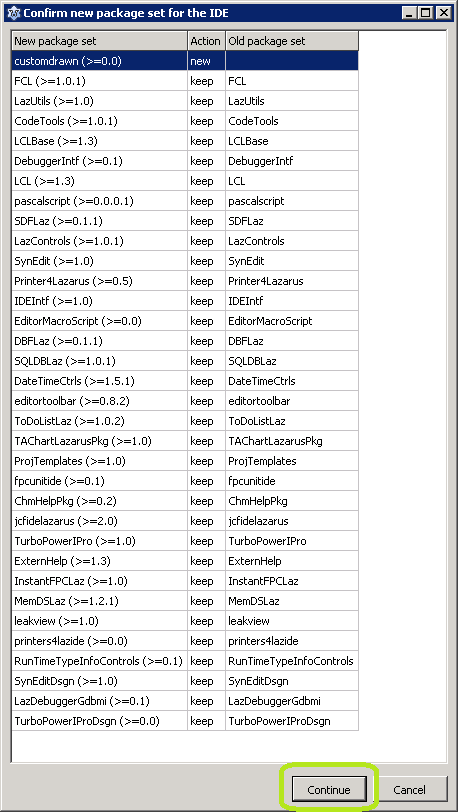 Confirm new package set for the IDE
New package set Action Old package set
customdrawn (>=0.0) new
FCL (>=1.0.1) keep FCL
LazUtils (>=1.0) keep LazUtils
CodeTools (>=1.0.1) keep CodeTools
LCLBase (>=1.3) keep LCLBase
DebuggerIntf (>=0.1) keep DebuggerIntf
LCL (>=1.3) keep LCL
pascalscript (>=0.0.0.1) keep pascalscript
SDFLaz (>=0.1.1) keep SDFLaz
LazControls (>=1.0.1) keep LazControls
SynEdit (>=1.0) keep SynEdit
Printer4Lazarus (>=0.5) keep Printer4Lazarus
IDEIntf (>=1.0) keep IDEIntf
EditorMacroScript (>=0.0) keep EditorMacroScript
DBFLaz (>=0.1.1) keep DBFLaz
SQLDBLaz (>=1.0.1) keep SQLDBLaz
DateTimeCtrls (>=1.5.1) keep DateTimeCtrls
editortoolbar (>=0.8.2) keep editortoolbar
ToDoListLaz (>=1.0.2) keep ToDoListLaz
TAChartLazarusPkg (>=1.0) keep TAChartLazarusPkg
ProjTemplates (>=1.0) keep ProjTemplates
fpcunitide (>=0.1) keep fpcunitide
ChmHelpPkg (>=0.2) keep ChmHelpPkg
jcfidelazarus (>=2.0) keep jcfidelazarus
TurboPowerIPro (>=1.0) keep TurboPowerIPro
ExternHelp (>=1.3) keep ExternHelp
InstantFPCLaz (>=1.0) keep InstantFPCLaz
MemDSLaz (>=1.2.1) keep MemDSLaz
leakview (>=1.0) keep leakview
printers4lazide (>=0.0) keep printers4lazide
RunTimeTypeInfoControls (>=0.1) keep RunTimeTypeInfoControls
SynEditDsgn (>=1.0) keep SynEditDsgn
LazDebuggerGdbmi (>=0.1) keep LazDebuggerGdbmi
TurboPowerIProDsgn (>=0.0) keep TurboPowerIProDsgn
Continue Cancel